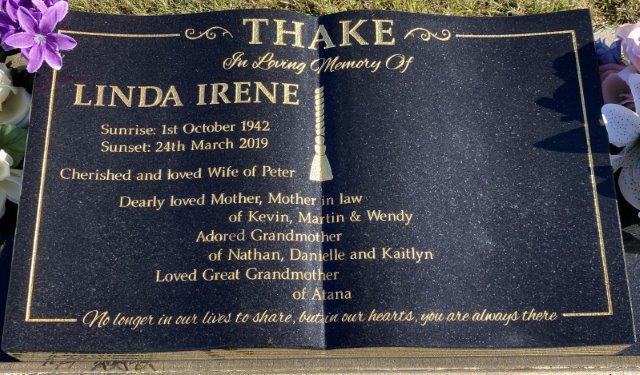 THAKE
In Loving Memory Of
LINDA IRENE
Sunrise: 1st October 1942
Sunset: 24th March 2019
Cherished and loved Wife of Peter
Dearly loved Mother, Mother in law
of Kevin, Martin & Wendy
Adored Grandmother
of Nathan, Danielle and Kaitlyn
Loved Great Grandmother
of Atana
No longer in our lives to share, but in our hearts, you are always there